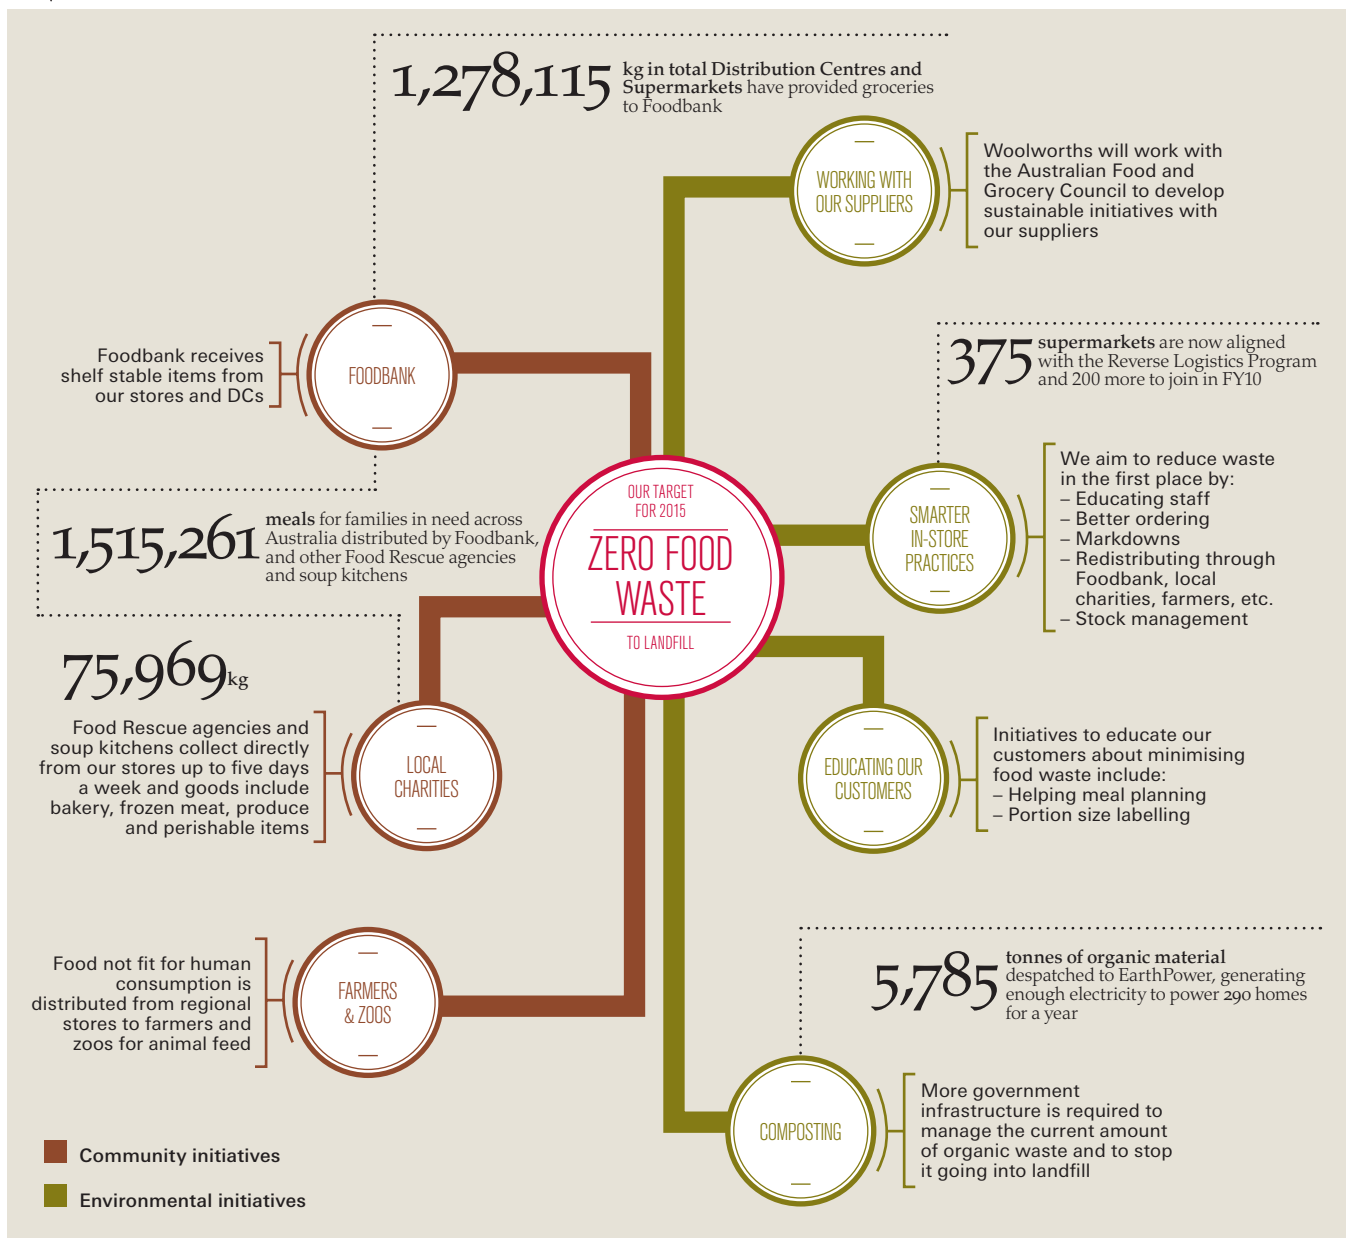 1,278,115
kg in total Distribution Centres and
Supermarkets have provided groceries
to Foodbank
WORKING WITH
OUR SUPPLIERS
Woolworths will work with
the Australian Food and
Grocery Council to develop
sustainable initiatives with
our suppliers
Foodbank receives
shelf stable items from
our stores and DCs
FOODBANK
375
supermarkets are now aligned
with the Reverse Logistics Program
and 200 more to join in FY10
1,515,261
meals for families in need across
Australia distributed by Foodbank,
and other Food Rescue agencies
and soup kitchens
OUR TARGET
FOR 2015
ZERO FOOD
WASTE
TO LANDFILL
SMARTER
IN-STORE
PRACTICES
We aim to reduce waste
in the first place by:
– Educating staff
– Better ordering
– Markdowns
– Redistributing through
Foodbank, local
charities, farmers, etc.
– Stock management
75,969kg
Food Rescue agencies and
soup kitchens collect directly
from our stores up to five days
a week and goods include
bakery, frozen meat, produce
and perishable items
LOCAL
CHARITIES
EDUCATING OUR
CUSTOMERS
Initiatives to educate our
customers about minimising
food waste include:
– Helping meal planning
– Portion size labelling
Food not fit for human
consumption is
distributed from regional
stores to farmers and
zoos for animal feed
FARMERS
& ZOOS
5,785
tonnes of organic material
despatched to EarthPower, generating
enough electricity to power 290 homes
for a year
COMPOSTING
More government
infrastructure is required to
manage the current amount
of organic waste and to stop
it going into landfill
Community initiatives
Environmental initiatives